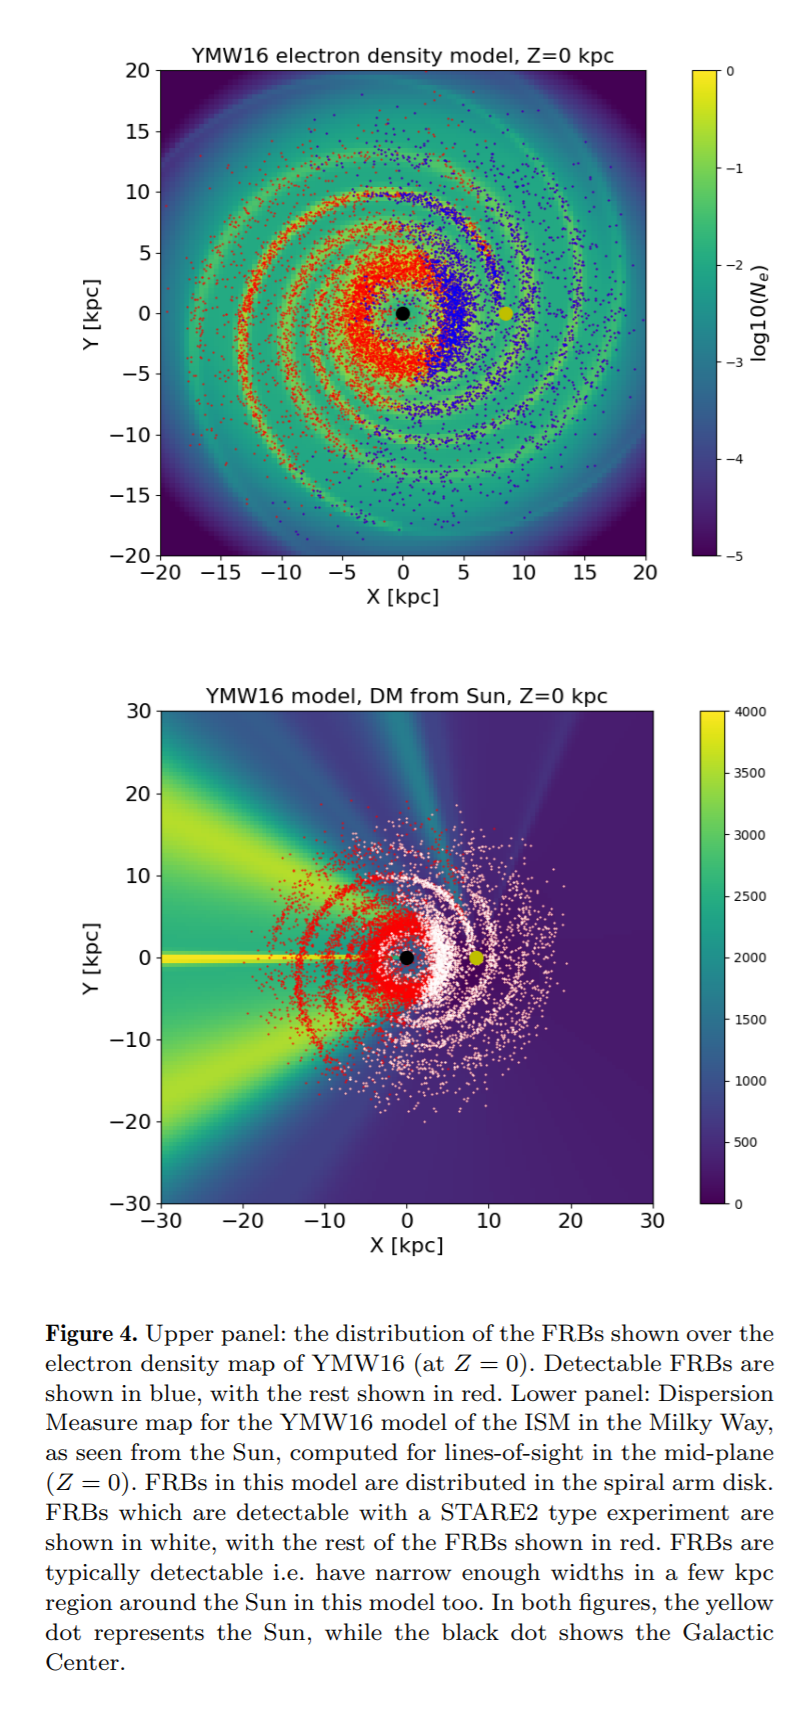 YMW16 electron density model, Z=0 kpc
20
15
10
5
0
−5
−10
−15
−20
Y [kpc]
−20 −15 −10 −5 0 5 10 15 20
X [kpc]
0
−1
−2
−3
−4
−5
log10(Ne)
YMW16 model, DM from Sun, Z=0 kpc
30
20
10
0
−10
−20
−30
Y [kpc]
−30 −20 −10 0 10 20 30
X [kpc]
4000
3500
3000
2500
2000
1500
1000
500
0
Figure 4. Upper panel: the distribution of the FRBs shown over the
electron density map of YMW16 (at Z = 0). Detectable FRBs are
shown in blue, with the rest shown in red. Lower panel: Dispersion
Measure map for the YMW16 model of the ISM in the Milky Way,
as seen from the Sun, computed for lines-of-sight in the mid-plane
(Z = 0). FRBs in this model are distributed in the spiral arm disk.
FRBs which are detectable with a STARE2 type experiment are
shown in white, with the rest of the FRBs shown in red. FRBs are
typically detectable i.e. have narrow enough widths in a few kpc
region around the Sun in this model too. In both figures, the yellow
dot represents the Sun, while the black dot shows the Galactic
Center.